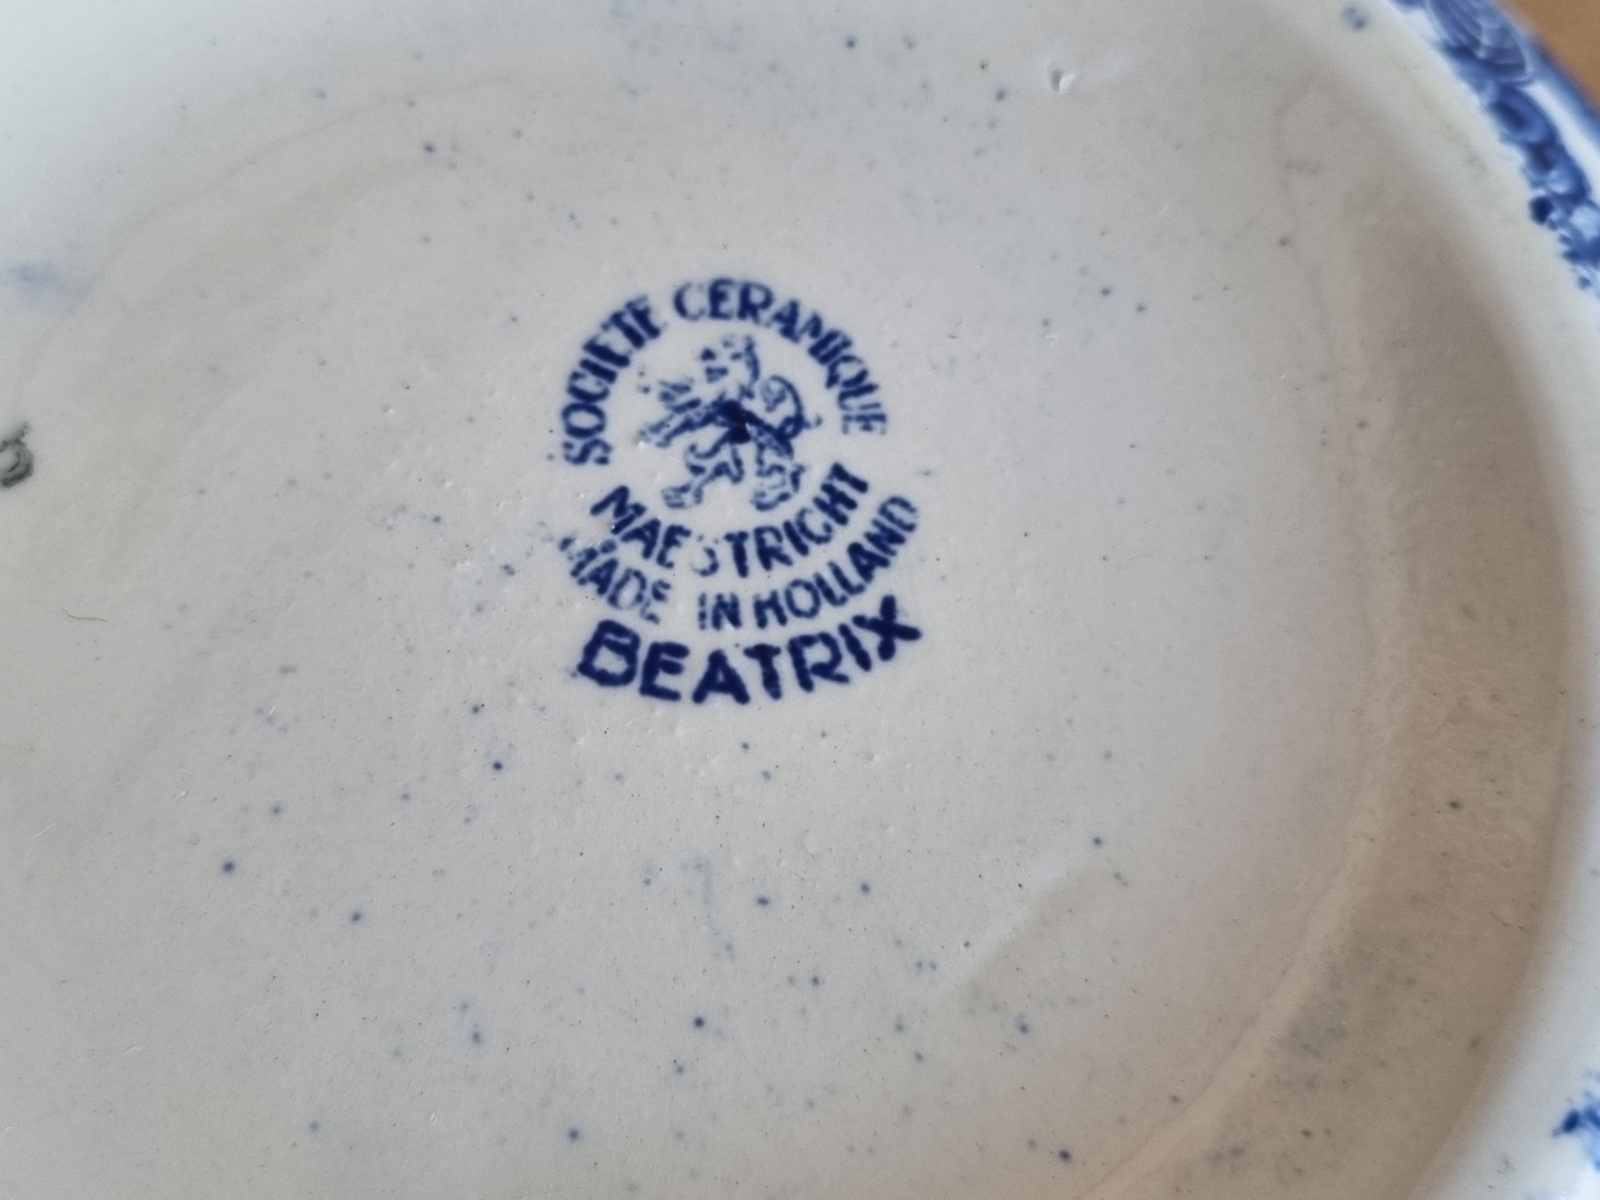 SOCIETE CERAMIQUE
MAESTRICHT
MADE IN HOLLAND
BEATRIX